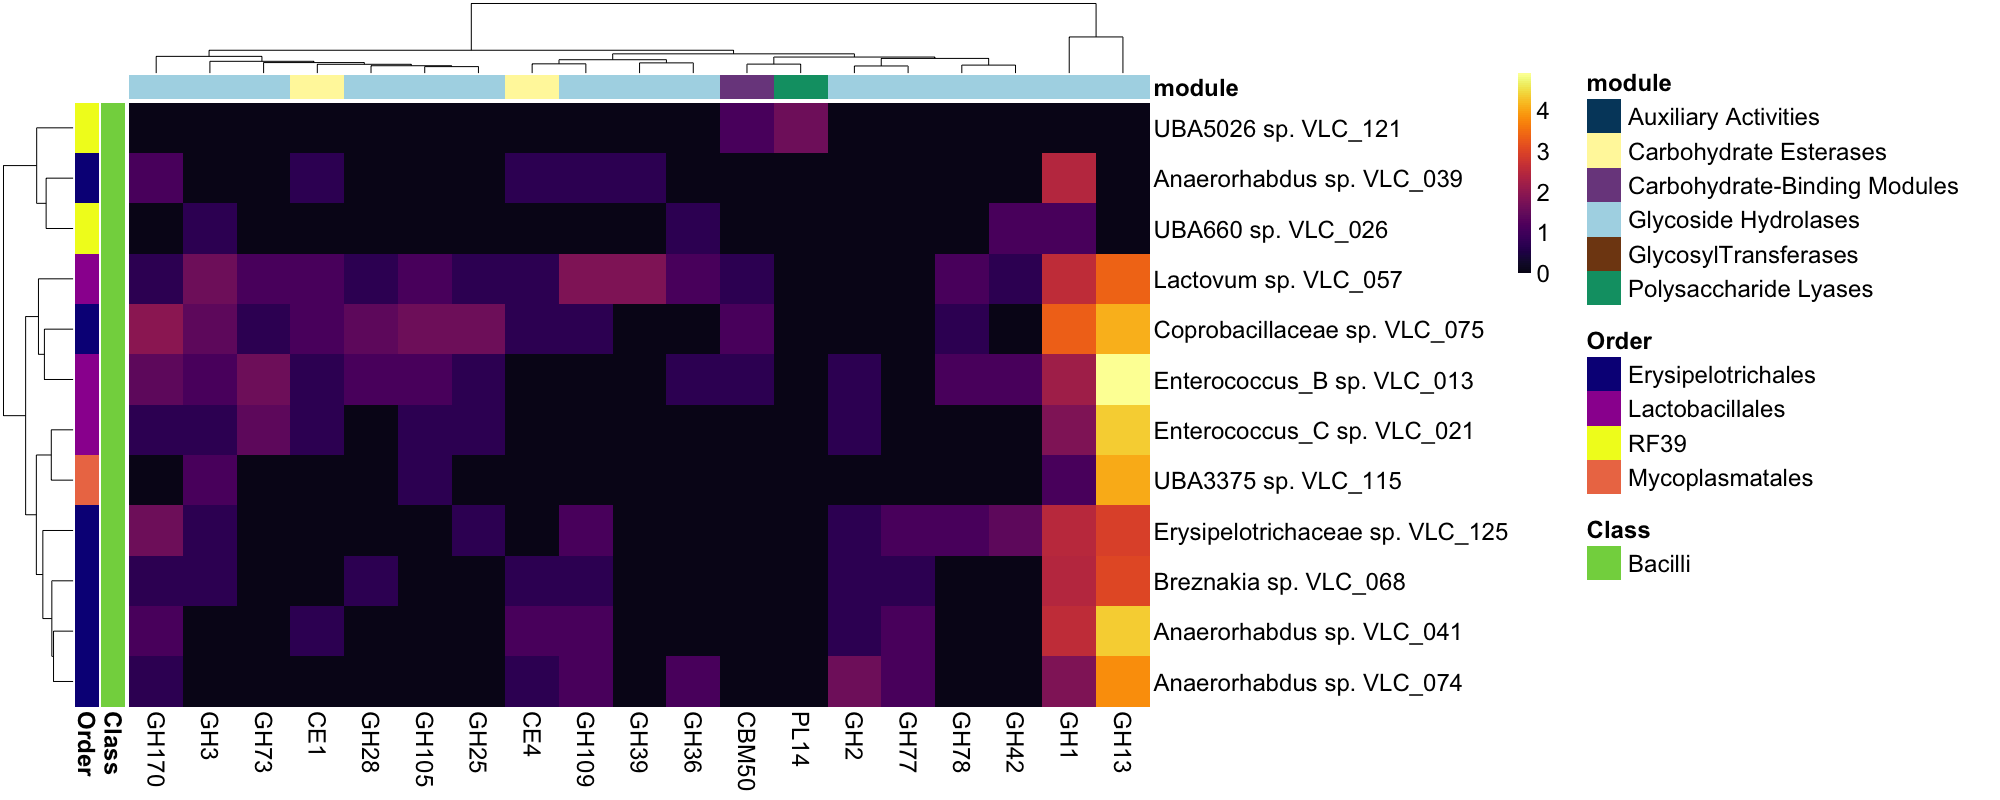 module
UBA5026 sp. VLC_121
Anaerorhabdus sp. VLC_039
UBA660 sp. VLC_026
Lactovum sp. VLC_057
Coprobacillaceae sp. VLC_075
Enterococcus_B sp. VLC_013
Enterococcus_C sp. VLC_021
UBA3375 sp. VLC_115
Erysipelotrichaceae sp. VLC_125
Breznakia sp. VLC_068
Anaerorhabdus sp. VLC_041
Anaerorhabdus sp. VLC_074
Order
Class
GH170
GH3
GH73
CE1
GH28
GH105
GH25
CE4
GH109
GH39
GH36
CBM50
PL14
GH2
GH77
GH78
GH42
GH1
GH13
4
3
2
1
0
module
Auxiliary Activities
Carbohydrate Esterases
Carbohydrate-Binding Modules
Glycoside Hydrolases
GlycosylTransferases
Polysaccharide Lyases
Order
Erysipelotrichales
Lactobacillales
RF39
Mycoplasmatales
Class
Bacilli